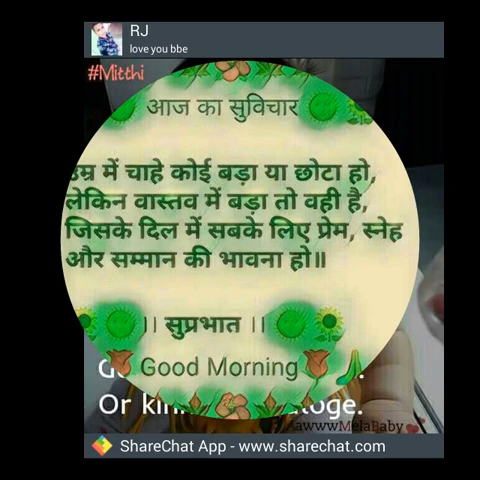 RJ
love you bbe
#Mitthi
आज का सुविचार
उम्र में चाहे कोई बड़ा या छोटा हो,
लेकिन वास्तव में बड़ा तो वही है,
जिसके दिल में सबके लिए प्रेम, स्नेह
और सम्मान की भावना हो॥
।। सुप्रभात ।।
Good Morning
Or
AwwwMelaBaby
ShareChat App - www.sharechat.com